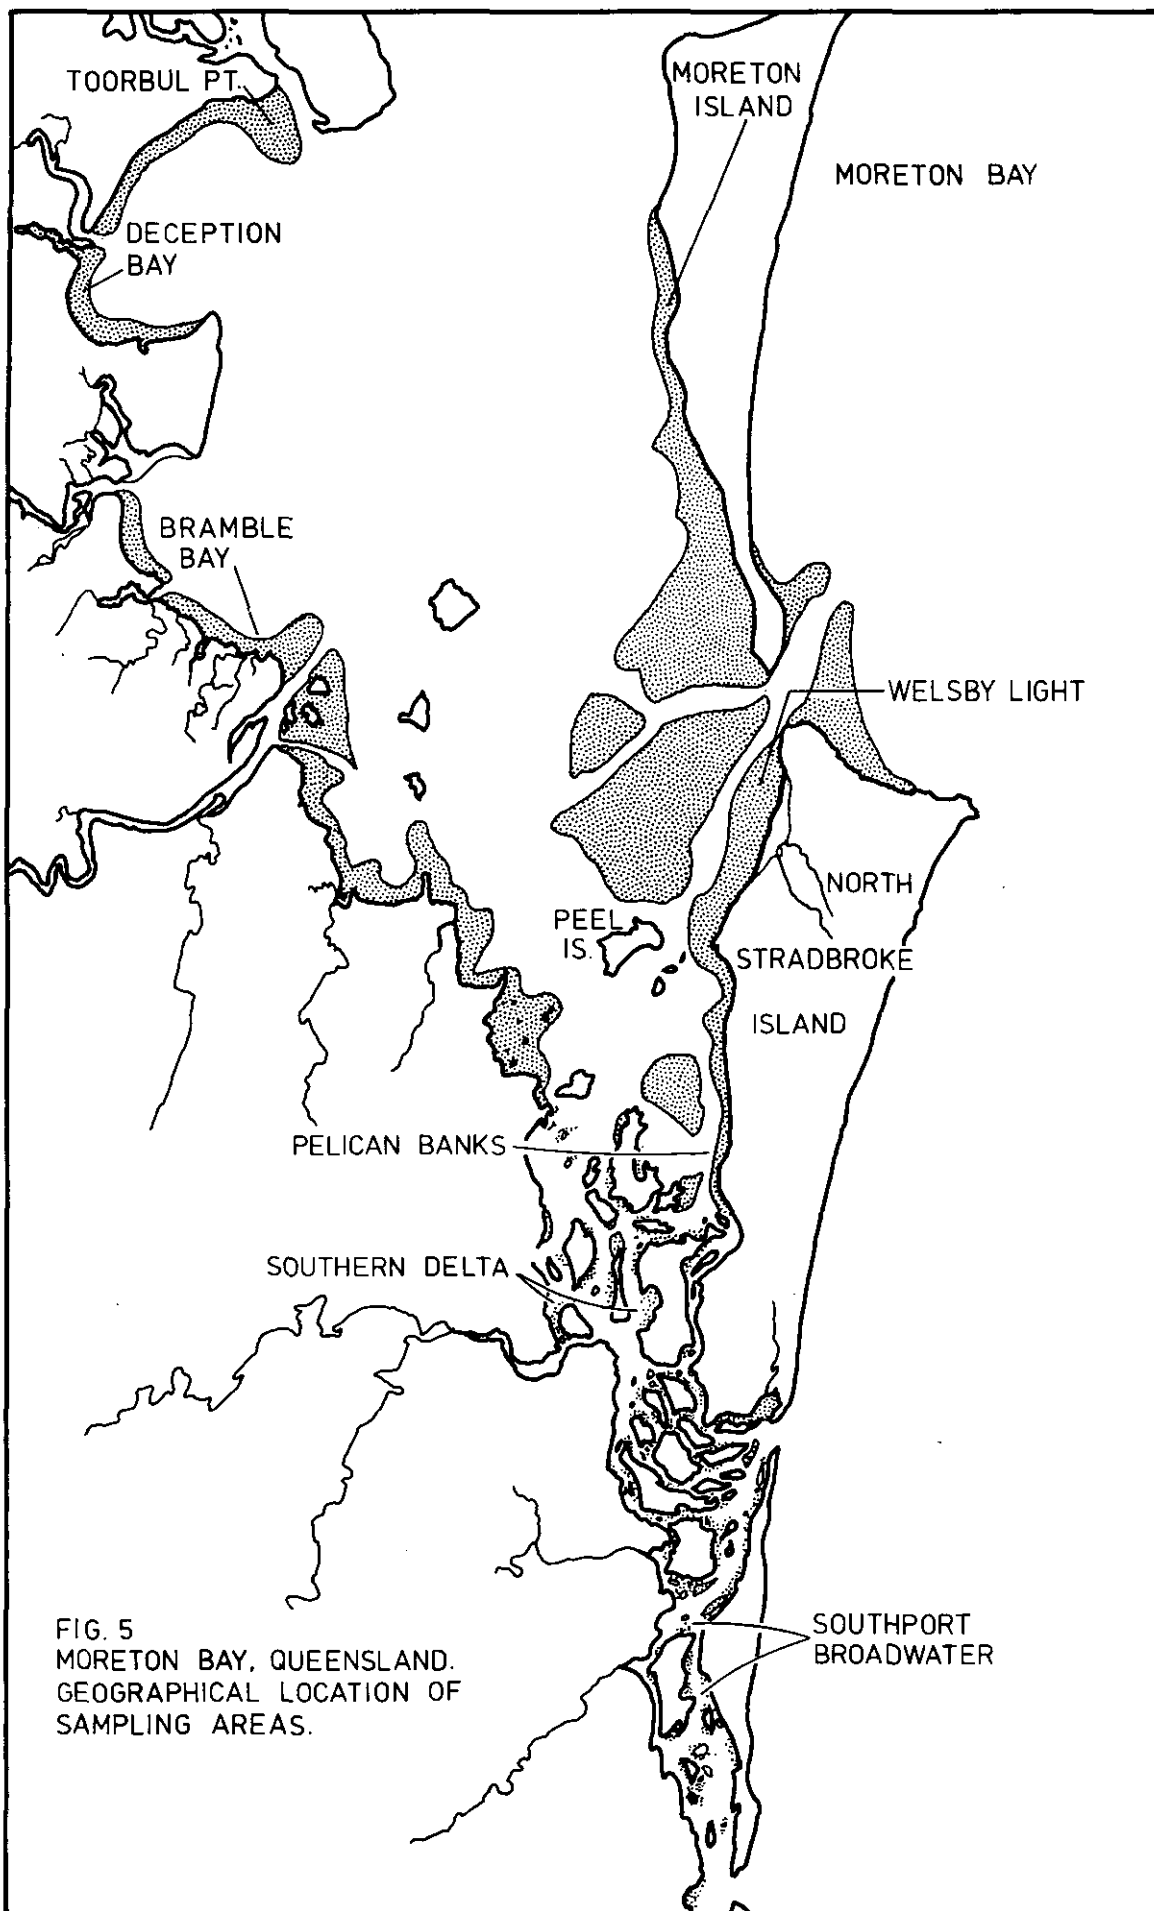 TOORBUL PT.
MORETON
ISLAND
MORETON BAY
DECEPTION
BAY
BRAMBLE
BAY
WELSBY LIGHT
NORTH
PEEL
IS.
STRADBROKE
ISLAND
PELICAN BANKS
SOUTHERN DELTA
SOUTHPORT
BROADWATER
FIG. 5
MORETON BAY, QUEENSLAND.
GEOGRAPHICAL LOCATION OF
SAMPLING AREAS.